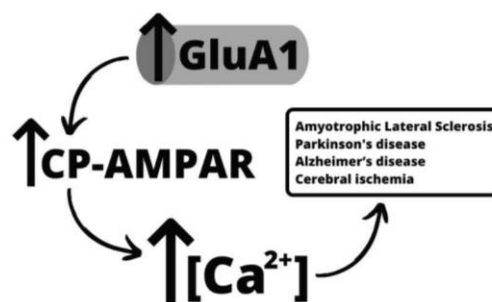 GluA1
Amyotrophic Lateral Sclerosis
Parkinson's disease
Alzheimer's disease
Cerebral ischemia
CP-AMPAR
[Ca²⁺]